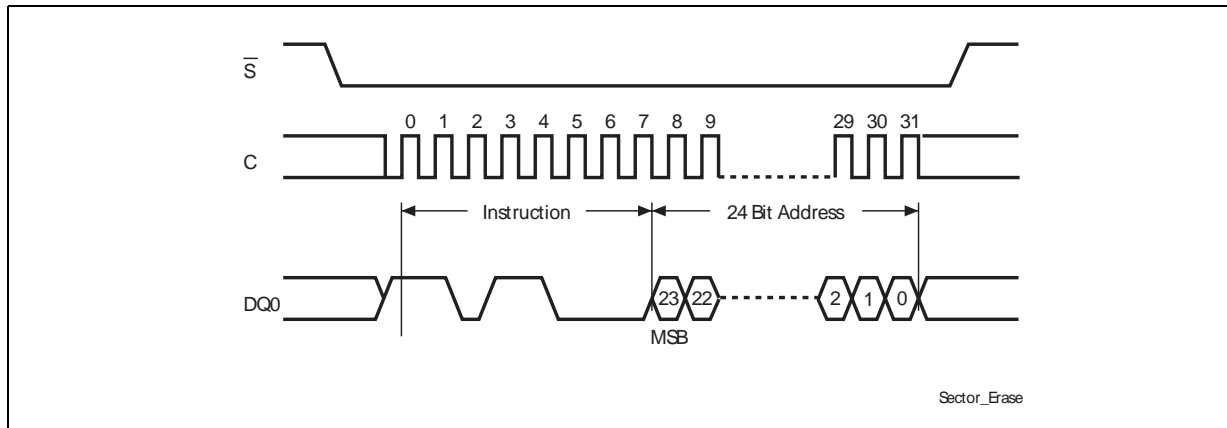 S̅
0 1 2 3 4 5 6 7 8 9 29 30 31
C
Instruction 24 Bit Address
DQ0 23 22 2 1 0
MSB
Sector_Erase